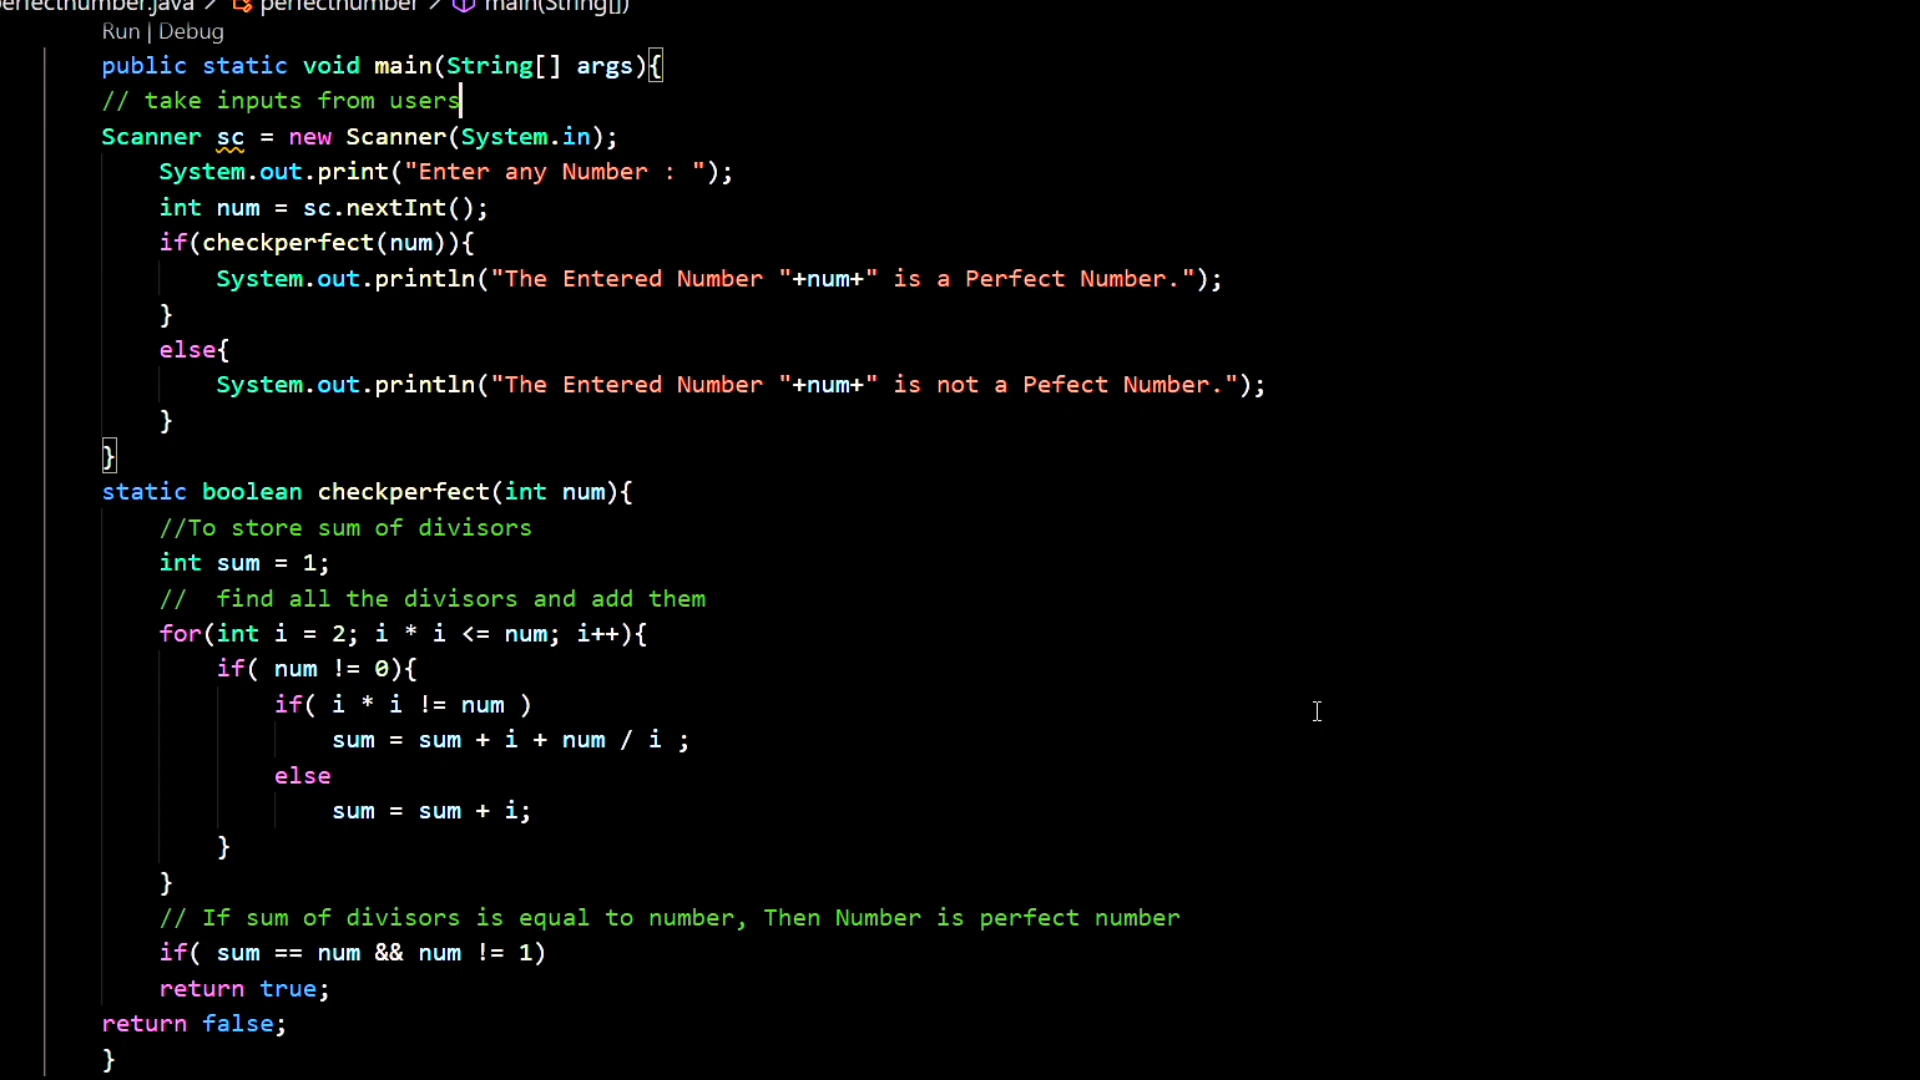 perfectnumber.java > perfectnumber > main(String[])
Run | Debug
public static void main(String[] args){
// take inputs from users
Scanner sc = new Scanner(System.in);
System.out.print("Enter any Number : ");
int num = sc.nextInt();
if(checkperfect(num)){
System.out.println("The Entered Number "+num+" is a Perfect Number.");
}
else{
System.out.println("The Entered Number "+num+" is not a Pefect Number.");
}
}
static boolean checkperfect(int num){
//To store sum of divisors
int sum = 1;
//  find all the divisors and add them
for(int i = 2; i * i <= num; i++){
if( num != 0){
if( i * i != num )
sum = sum + i + num / i ;
else
sum = sum + i;
}
}
// If sum of divisors is equal to number, Then Number is perfect number
if( sum == num && num != 1)
return true;
return false;
}